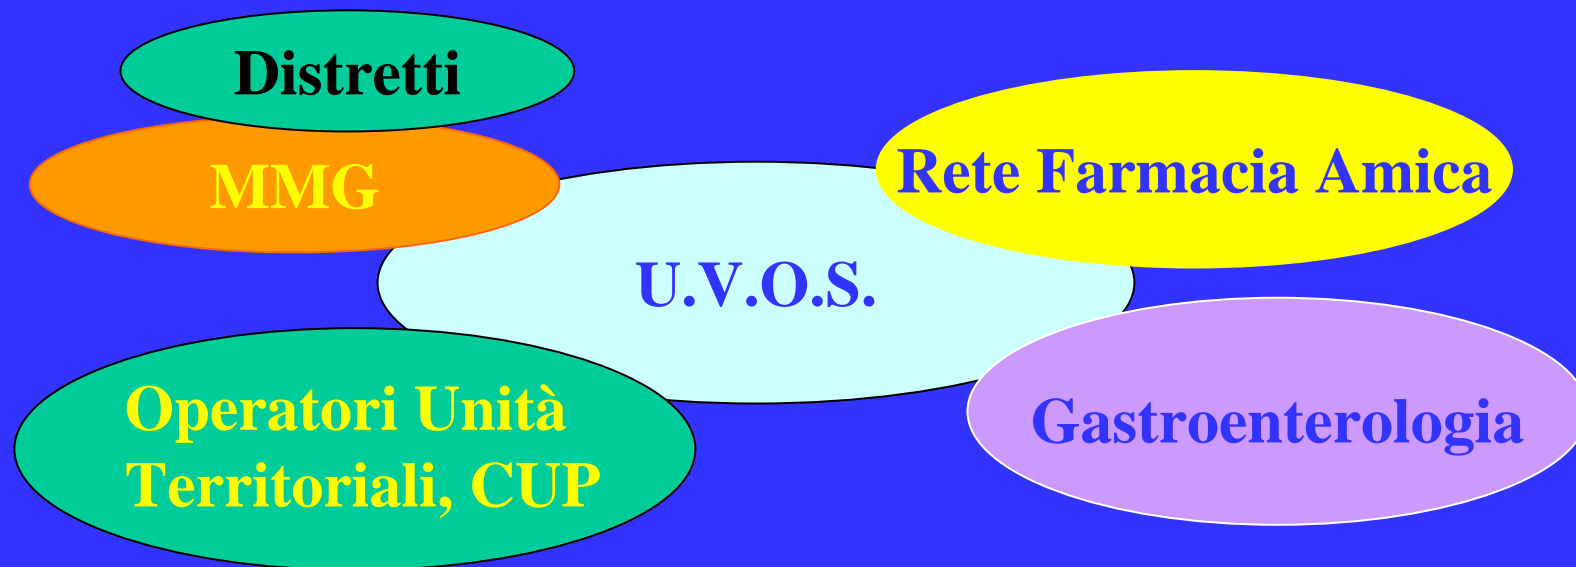 Distretti
MMG
Rete Farmacia Amica
U.V.O.S.
Operatori Unità
Territoriali, CUP
Gastroenterologia